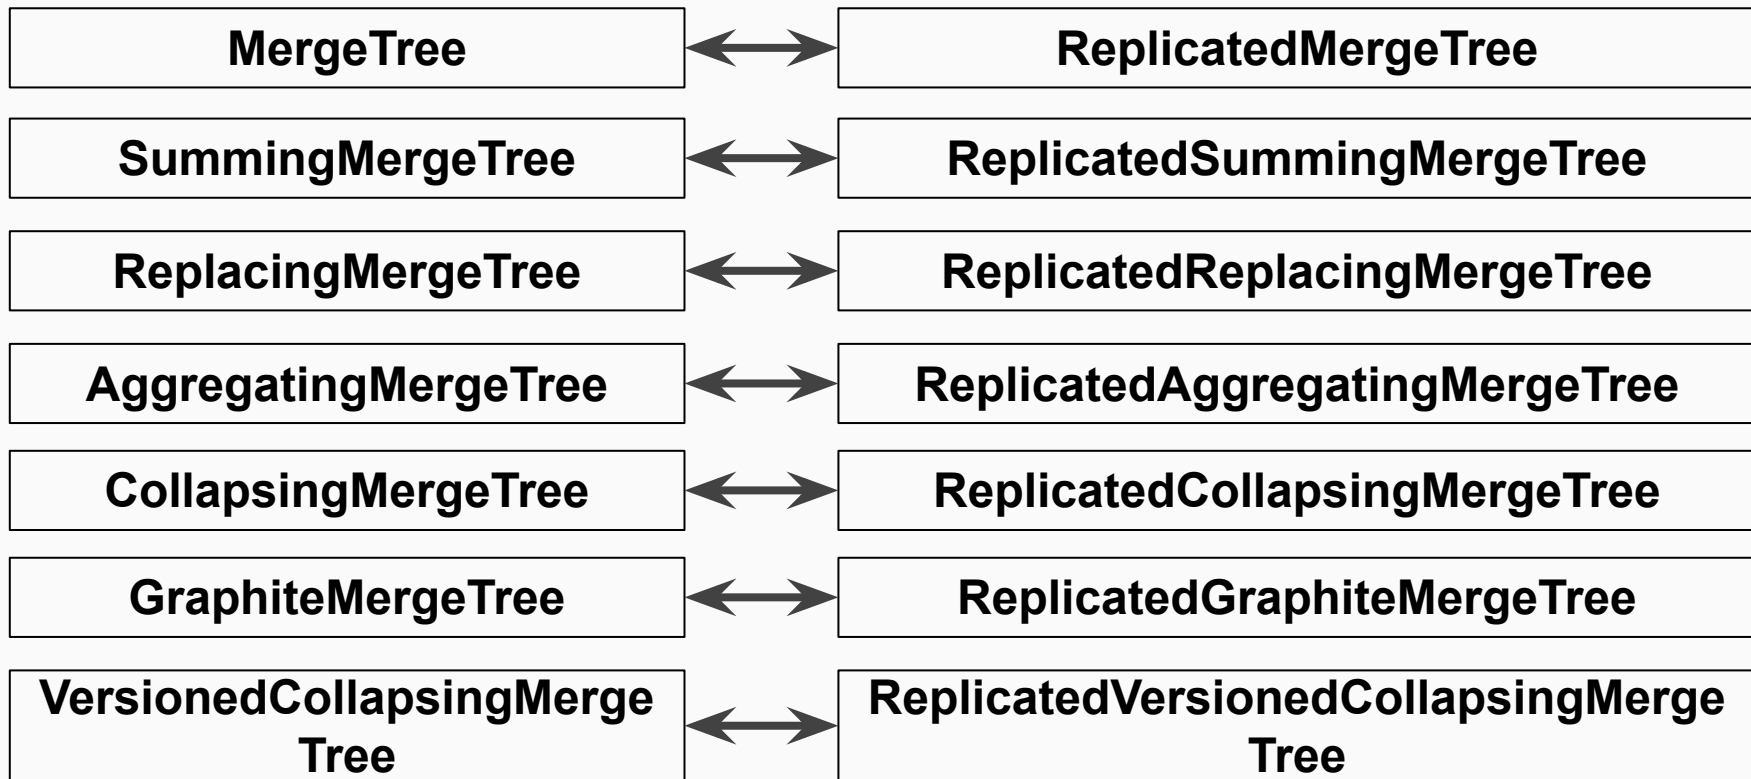 MergeTree
ReplicatedMergeTree
SummingMergeTree
ReplicatedSummingMergeTree
ReplacingMergeTree
ReplicatedReplacingMergeTree
AggregatingMergeTree
ReplicatedAggregatingMergeTree
CollapsingMergeTree
ReplicatedCollapsingMergeTree
GraphiteMergeTree
ReplicatedGraphiteMergeTree
VersionedCollapsingMerge
Tree
ReplicatedVersionedCollapsingMerge
Tree